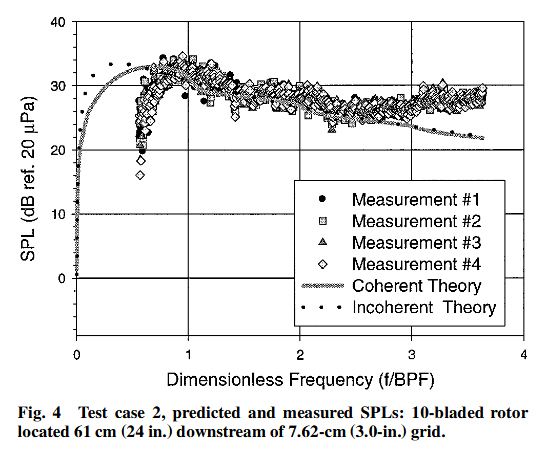 40
30
20
10
0
SPL (dB ref. 20 μPa)
Measurement #1
Measurement #2
Measurement #3
Measurement #4
Coherent Theory
Incoherent Theory
0 1 2 3 4
Dimensionless Frequency (f/BPF)
Fig. 4 Test case 2, predicted and measured SPLs: 10-bladed rotor
located 61 cm (24 in.) downstream of 7.62-cm (3.0-in.) grid.